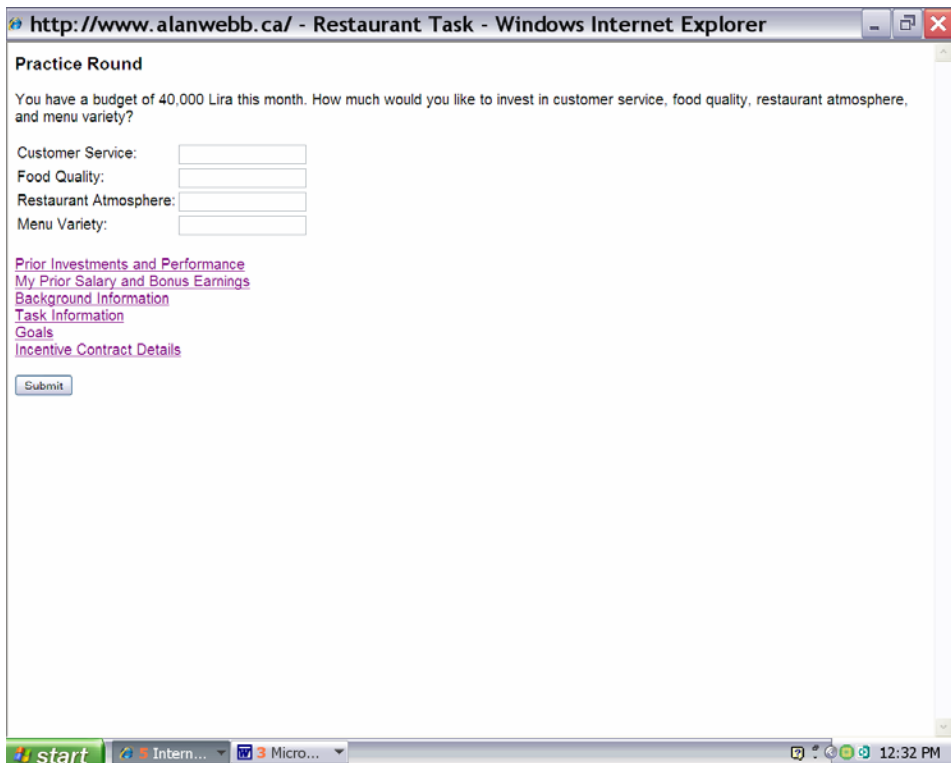 http://www.alanwebb.ca/ - Restaurant Task - Windows Internet Explorer
Practice Round
You have a budget of 40,000 Lira this month. How much would you like to invest in customer service, food quality, restaurant atmosphere,
and menu variety?
Customer Service:
Food Quality:
Restaurant Atmosphere:
Menu Variety:
Prior Investments and Performance
My Prior Salary and Bonus Earnings
Background Information
Task Information
Goals
Incentive Contract Details
Submit
start 5 Intern... 3 Micro... 12:32 PM